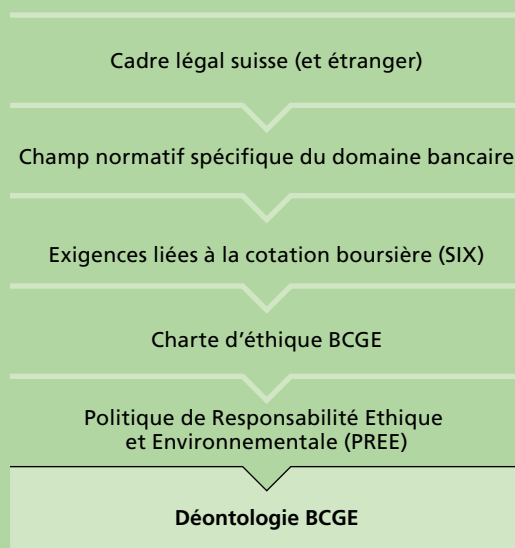 Cadre légal suisse (et étranger)
Champ normatif spécifique du domaine bancaire
Exigences liées à la cotation boursière (SIX)
Charte d'éthique BCGE
Politique de Responsabilité Ethique
et Environnementale (PREE)
Déontologie BCGE